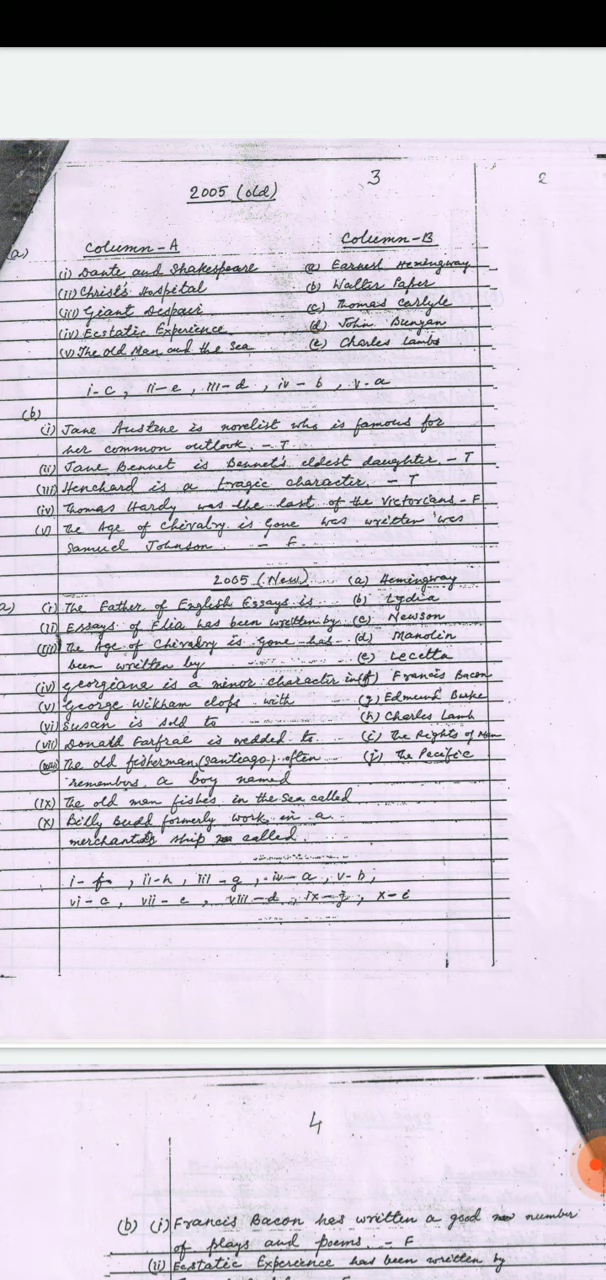 3
2
2005 (old)
a)
Column-A Column-B
(i) Dante and Shakespeare (a) Earnest Hemingway
(ii) Christ's Hospital (b) Walter Pater
(iii) Giant Despair (c) Thomas Carlyle
(iv) Ecstatic Experience (d) John Bunyan
(v) The old Man and the Sea (e) Charles Lambs
i-c, ii-e, iii-d, iv-b, v-a
(b)
(i) Jane Austene is novelist who is famous for
her common outlook. - T
(ii) Jane Bennet is Bennet's eldest daughter. - T
(iii) Henchard is a tragic character. - T
(iv) Thomas Hardy was the last of the Victorians - F
(v) The Age of Chivalry is Gone was written was
Samuel Johnson. - F.
2005 (New) (a) Hemingway
a) (i) The Father of English Essays is (b) Lydia
(ii) Essays of Elia has been written by (c) Newson
(iii) The Age of Chivalry is Gone has (d) Manolin
been written by (e) Lecetta
(iv) Georgiana is a minor character in (f) Francis Bacon
(v) George Wikham elops with (g) Edmund Burke
(vi) Susan is sold to (h) Charles Lamb
(vii) Donald Farfrae is wedded to (i) The Rights of Man
(viii) The old fisherman (Santiago) often (j) The Pacific
remembers a boy named
(ix) The old man fishes in the Sea called
(x) Billy Budd formerly work in a
merchant ship called
i-f, ii-h, iii-g, iv-a, v-b,
vi-c, vii-e, viii-d, ix-j, x-i
4
(b) (i) Francis Bacon has written a good number
of plays and poems. - F
(ii) Ecstatic Experience has been written by